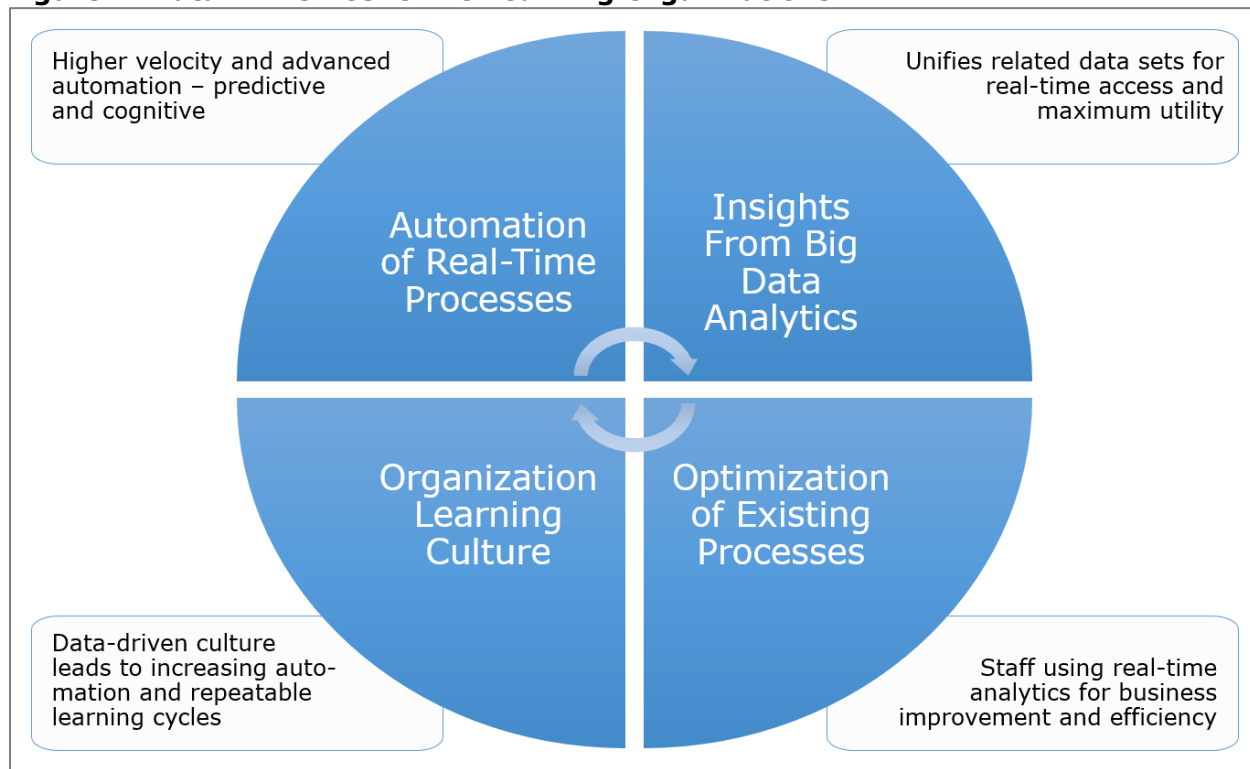 Higher velocity and advanced
automation – predictive
and cognitive
Unifies related data sets for
real-time access and
maximum utility
Automation
of Real-Time
Processes
Insights
From Big
Data
Analytics
Organization
Learning
Culture
Optimization
of Existing
Processes
Data-driven culture
leads to increasing auto-
mation and repeatable
learning cycles
Staff using real-time
analytics for business
improvement and efficiency